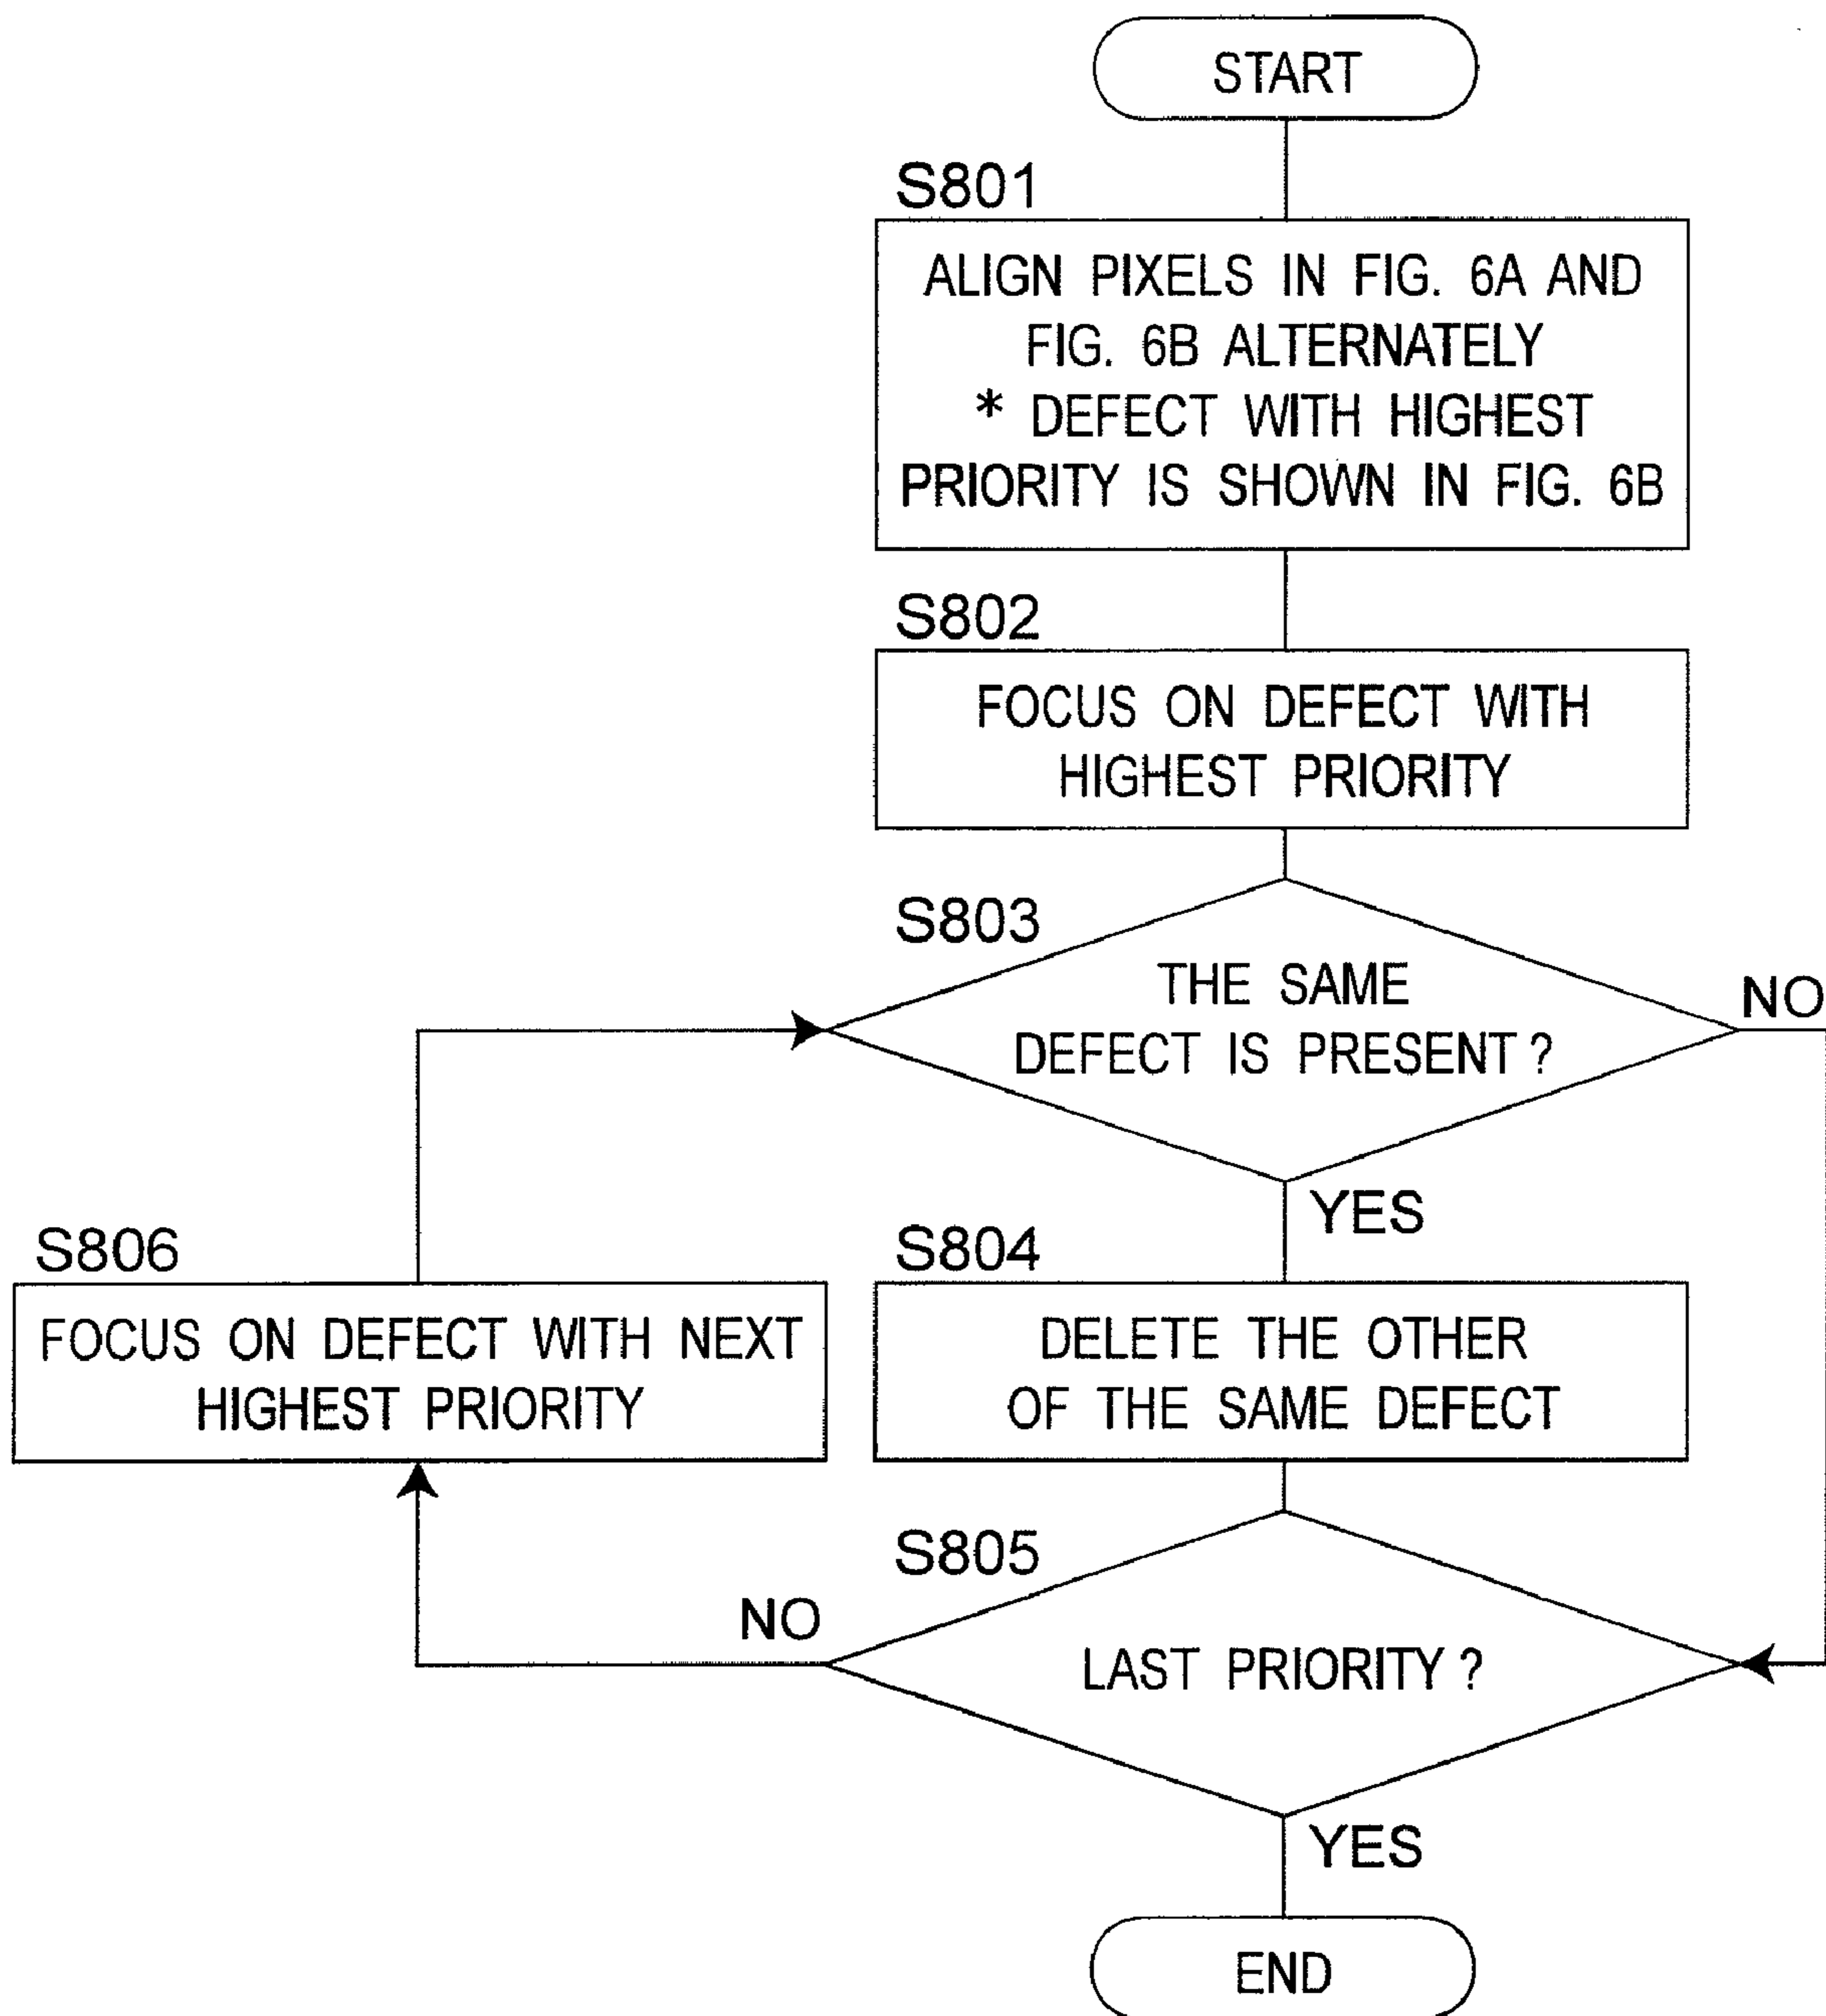 START
S801
ALIGN PIXELS IN FIG. 6A AND
FIG. 6B ALTERNATELY
* DEFECT WITH HIGHEST
PRIORITY IS SHOWN IN FIG. 6B
S802
FOCUS ON DEFECT WITH
HIGHEST PRIORITY
S803
THE SAME
DEFECT IS PRESENT ?
NO
YES
S806
FOCUS ON DEFECT WITH NEXT
HIGHEST PRIORITY
S804
DELETE THE OTHER
OF THE SAME DEFECT
S805
NO
LAST PRIORITY ?
YES
END